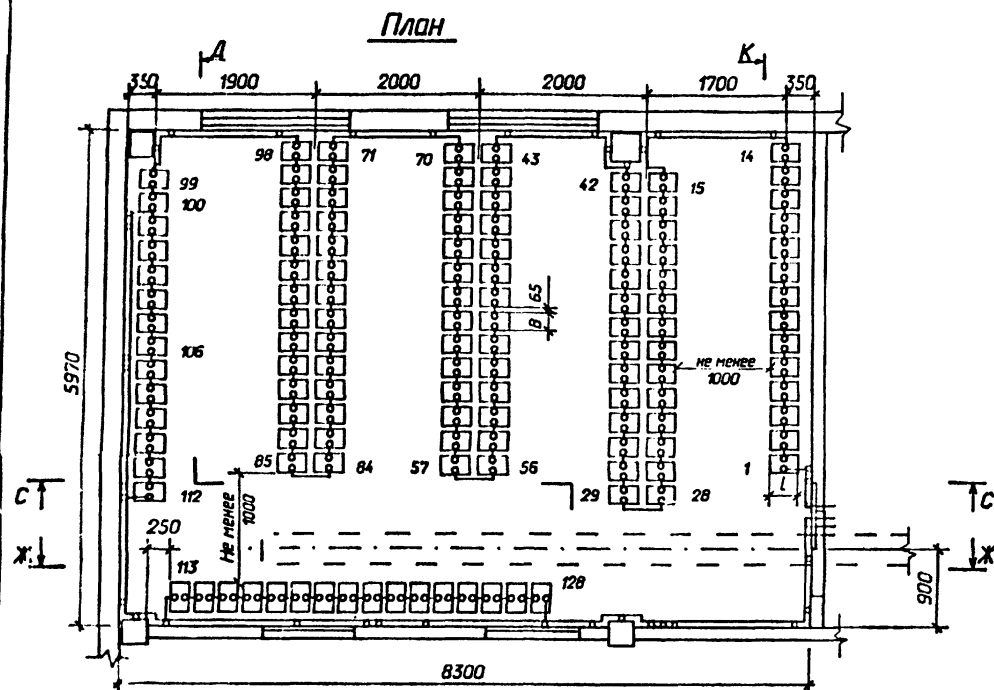 План
А К
350 1900 2000 2000 1700 350
98 71 70 43 14
99 42 15
100
65
В
106
не менее
1000
5970
85 84 57 56 1
112 29 28 L
С С
Не менее
1000
250
Ж Ж
113 128
900
8300